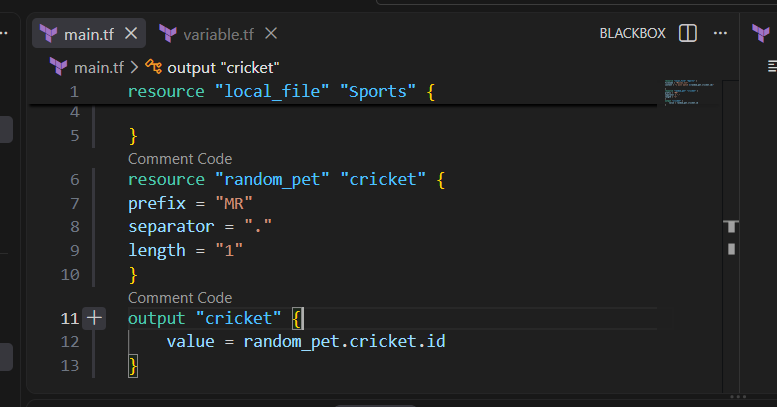 main.tf × variable.tf × BLACKBOX ...
main.tf > output "cricket"
1 resource "local_file" "Sports" {
4
5 }
Comment Code
6 resource "random_pet" "cricket" {
7 prefix = "MR"
8 separator = "."
9 length = "1"
10 }
Comment Code
11 + output "cricket" {
12 value = random_pet.cricket.id
13 }